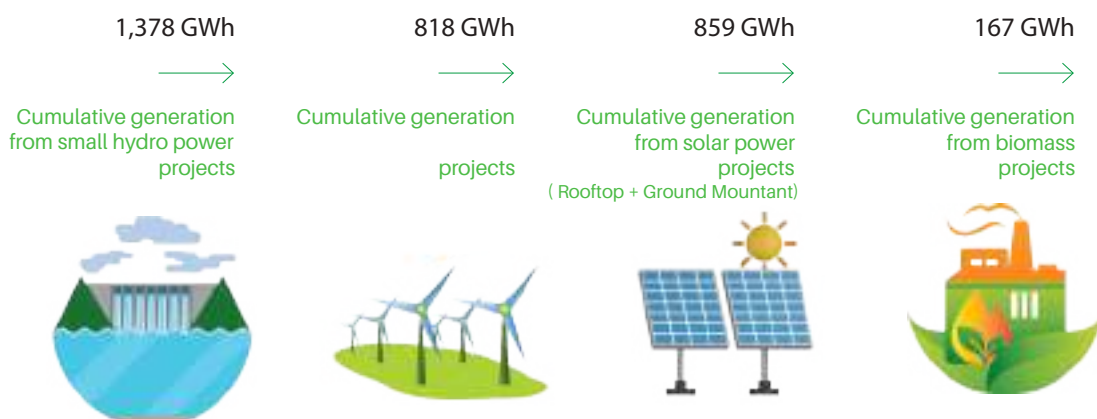 1,378 GWh
Cumulative generation
from small hydro power
projects
818 GWh
Cumulative generation
projects
859 GWh
Cumulative generation
from solar power
projects
( Rooftop + Ground Mountant)
167 GWh
Cumulative generation
from biomass
projects